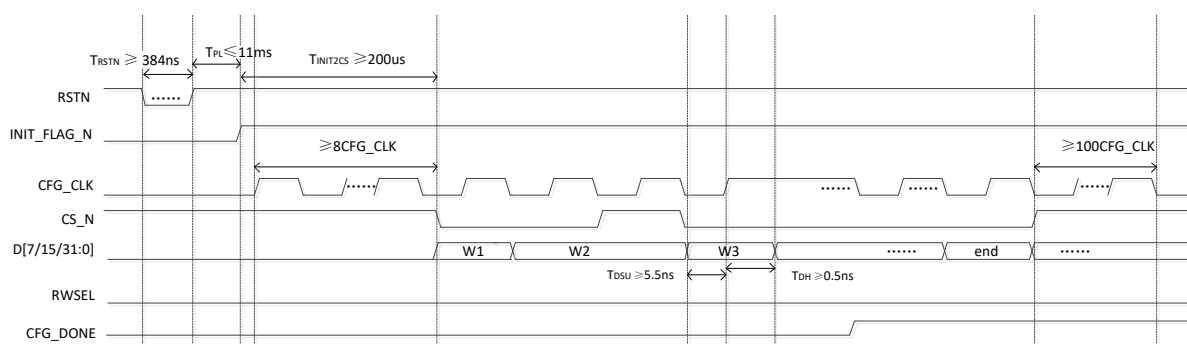 TRSTN ≥ 384ns
TPL≤11ms
TINIT2CS ≥200us
RSTN
······
INIT_FLAG_N
≥8CFG_CLK
≥100CFG_CLK
CFG_CLK
······
······
······
······
CS_N
D[7/15/31:0]
W1
W2
W3
······
end
······
TDSU ≥5.5ns
TDH ≥0.5ns
RWSEL
CFG_DONE